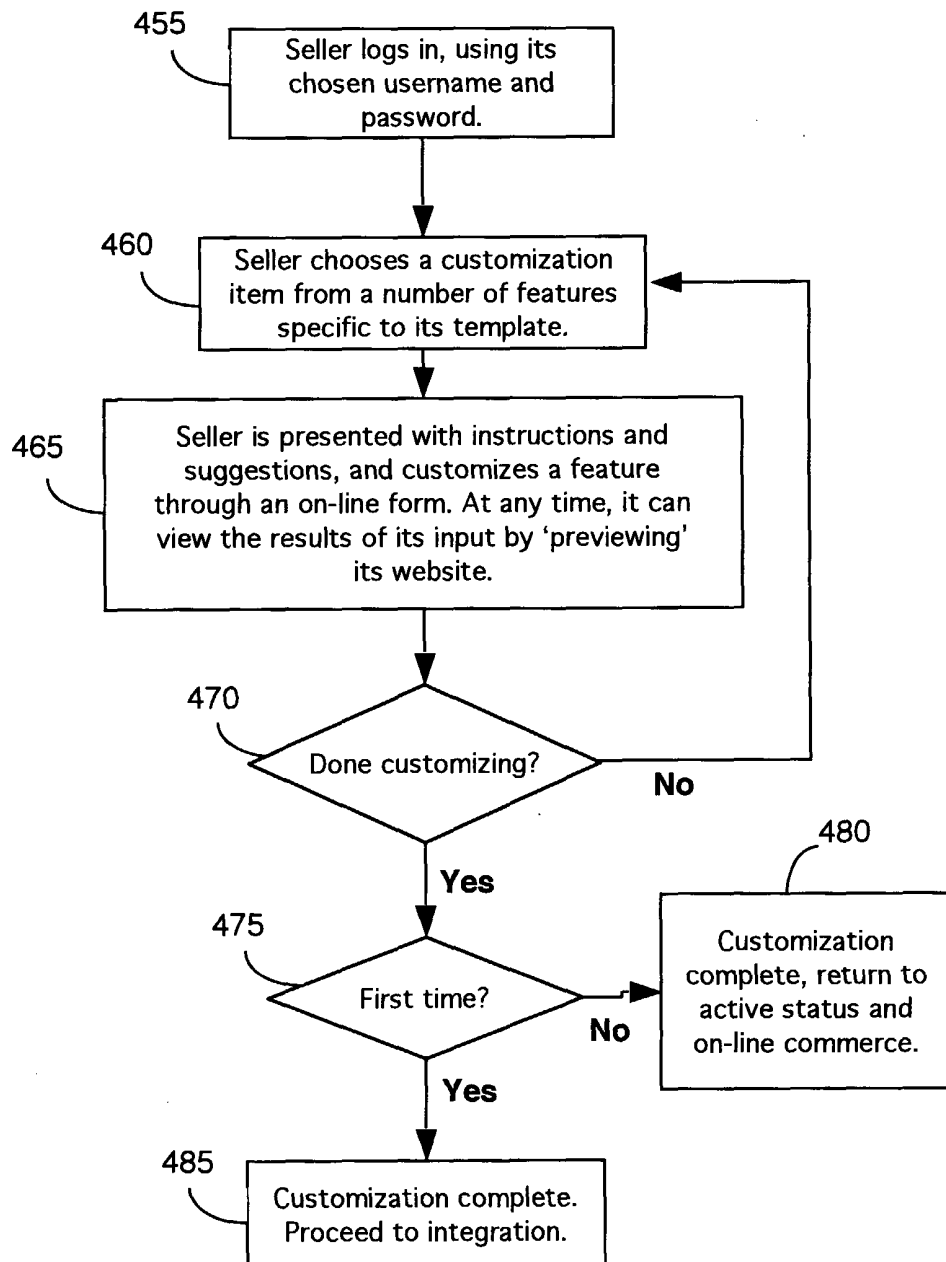 455
Seller logs in, using its
chosen username and
password.
460
Seller chooses a customization
item from a number of features
specific to its template.
465
Seller is presented with instructions and
suggestions, and customizes a feature
through an on-line form. At any time, it can
view the results of its input by ‘previewing’
its website.
470
Done customizing?
No
Yes
475
First time?
No
480
Customization
complete, return to
active status and
on-line commerce.
Yes
485
Customization complete.
Proceed to integration.